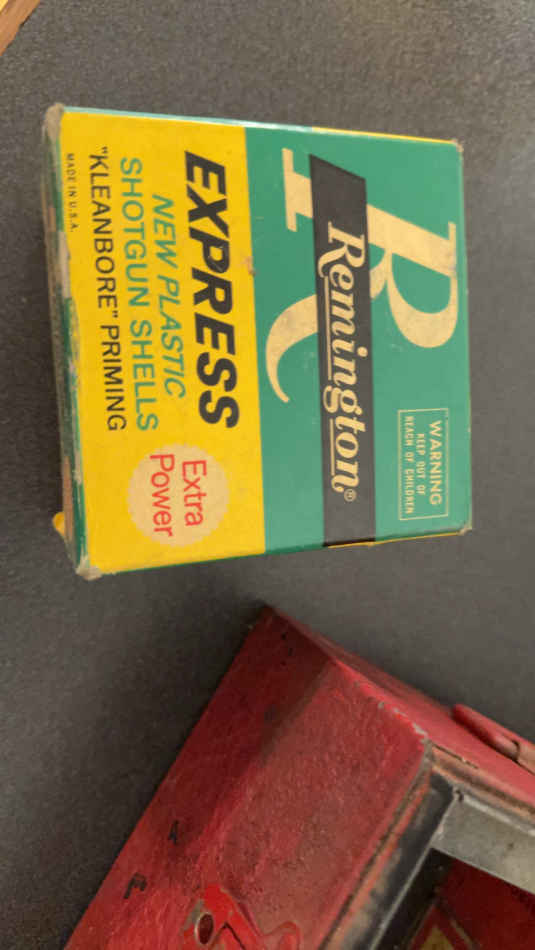 R
Remington®
WARNING
KEEP OUT OF
REACH OF CHILDREN
EXPRESS
NEW PLASTIC
SHOTGUN SHELLS
"KLEANBORE" PRIMING
MADE IN U.S.A.
Extra
Power